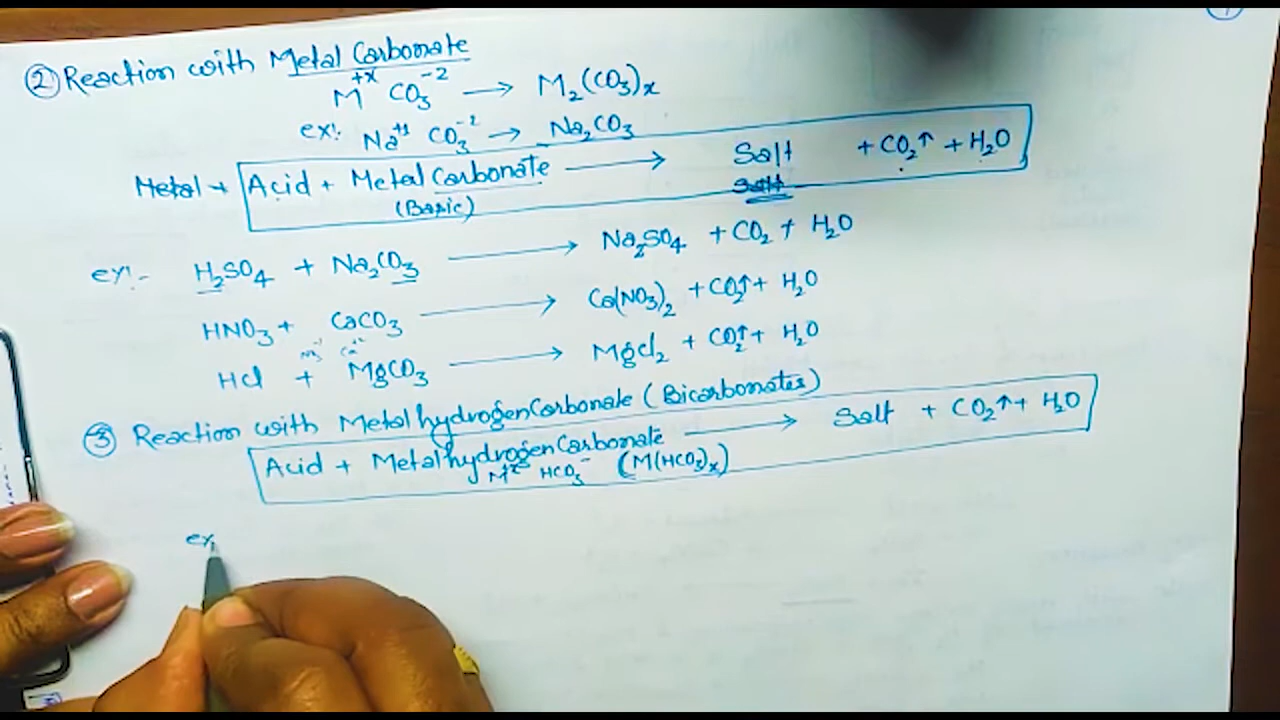 ② Reaction with Metal Carbonate
M⁺ˣ CO₃⁻² → M₂(CO₃)ₓ
ex:- Na⁺¹ CO₃⁻² → Na₂CO₃
Metal + Acid + Metal Carbonate → Salt + CO₂↑ + H₂O
(Basic) Salt
ex:- H₂SO₄ + Na₂CO₃ → Na₂SO₄ + CO₂ + H₂O
HNO₃ + CaCO₃ → Ca(NO₃)₂ + CO₂↑ + H₂O
HCl + MgCO₃ → MgCl₂ + CO₂↑ + H₂O
③ Reaction with Metal hydrogen Carbonate (Bicarbonates)
Acid + Metal hydrogen Carbonate → Salt + CO₂↑ + H₂O
M⁺ˣ HCO₃⁻ (M(HCO₃)ₓ)
ex